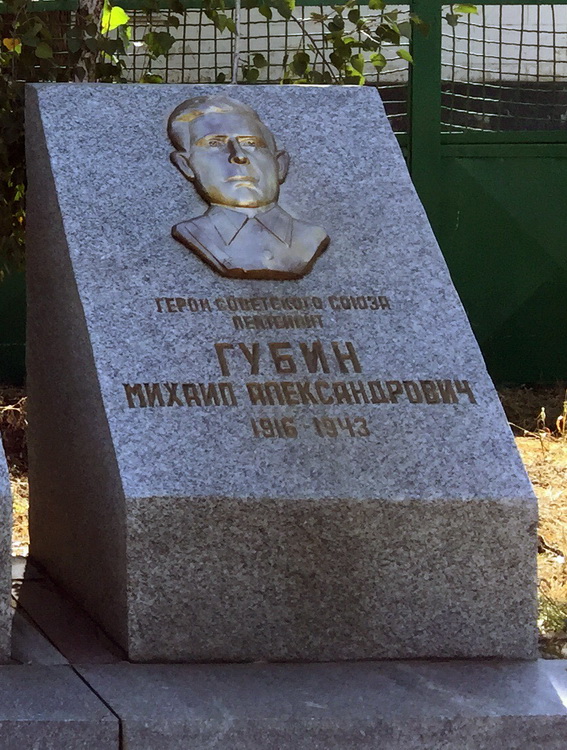 ГЕРОЙ СОВЕТСКОГО СОЮЗА
ЛЕЙТЕНАНТ
ГУБИН
МИХАИЛ АЛЕКСАНДРОВИЧ
1916 1943